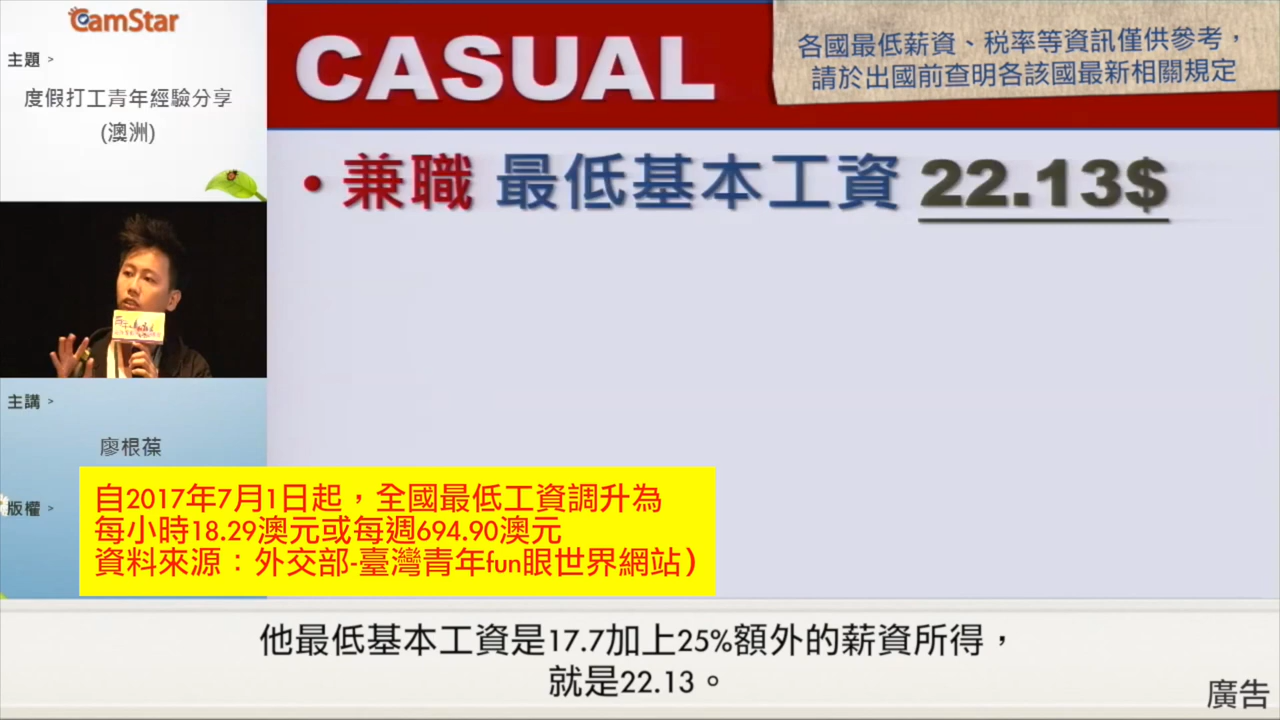 CamStar
主題 >
度假打工青年經驗分享
(澳洲)
主講 >
廖根葆
版權 >
CASUAL
各國最低薪資、税率等資訊僅供參考，
請於出國前查明各該國最新相關規定
• 兼職 最低基本工資 22.13$
自2017年7月1日起，全國最低工資調升為
每小時18.29澳元或每週694.90澳元
資料來源：外交部-臺灣青年fun眼世界網站）
他最低基本工資是17.7加上25%額外的薪資所得，
就是22.13。
廣告